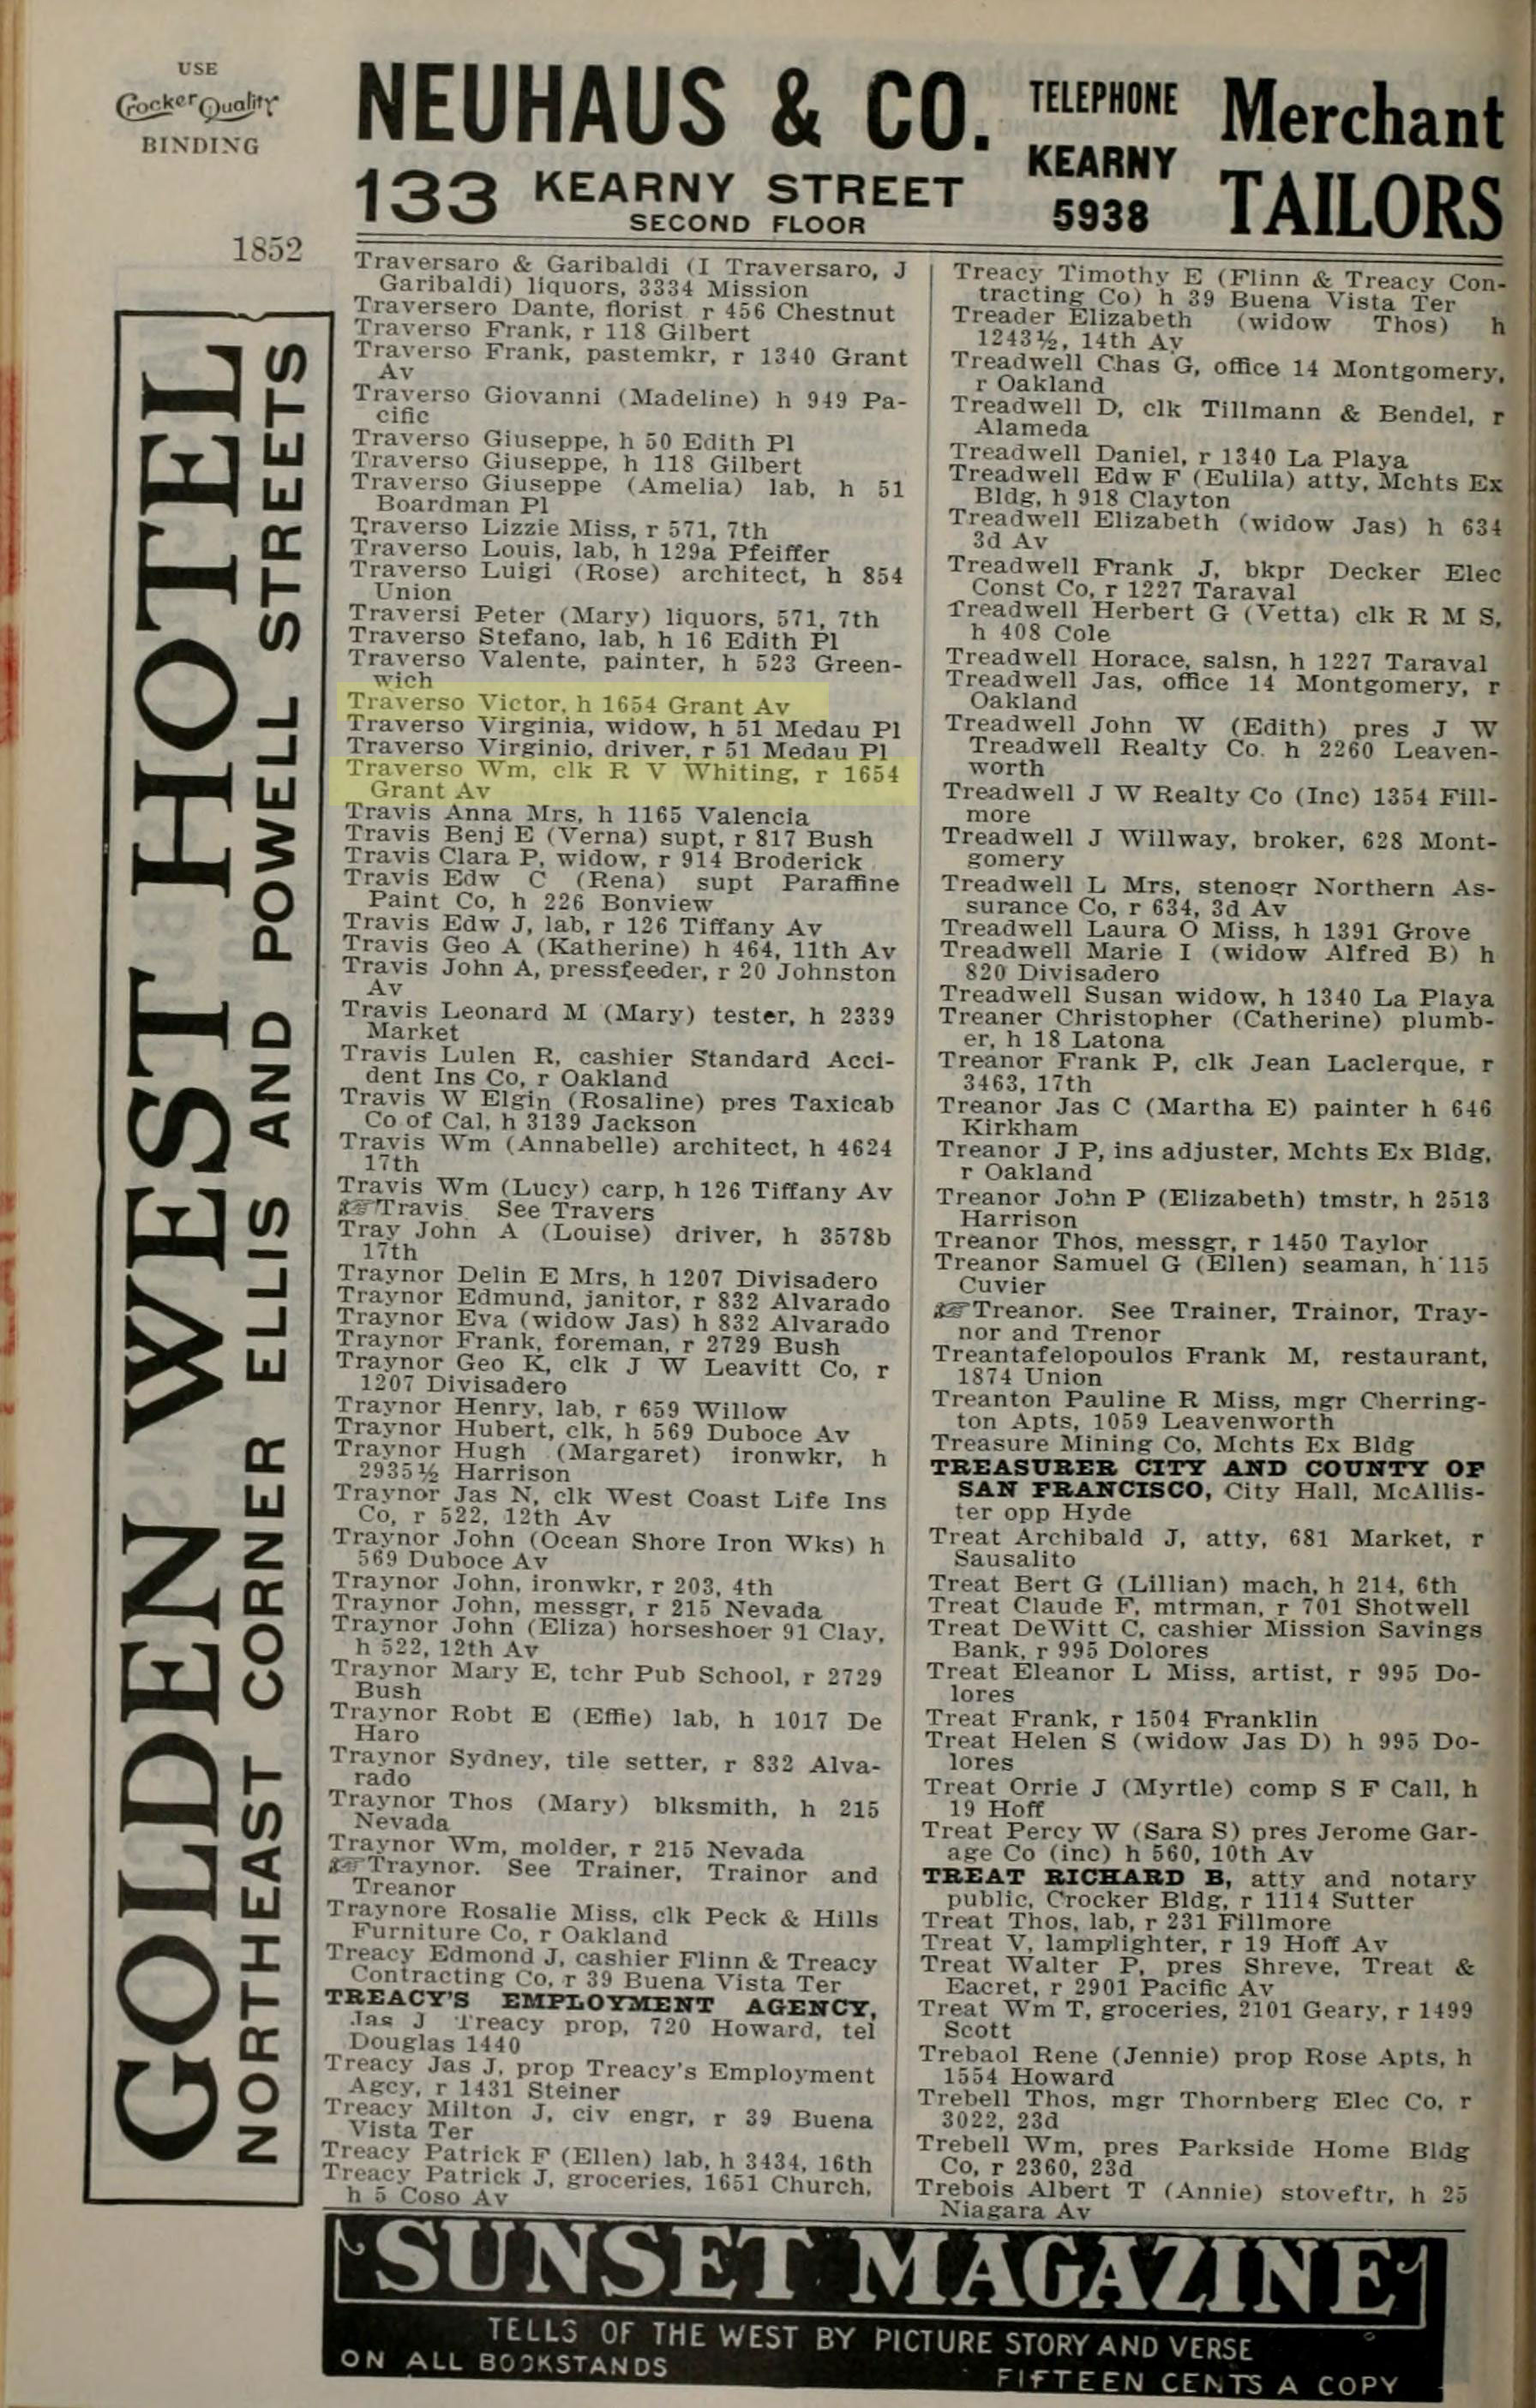 USE
Crocker Quality
BINDING
NEUHAUS & CO.
133 KEARNY STREET
SECOND FLOOR
TELEPHONE
KEARNY
5938
Merchant
TAILORS
1852
GOLDEN WEST HOTEL
NORTHEAST CORNER ELLIS AND POWELL STREETS
Traversaro & Garibaldi (I Traversaro, J
Garibaldi) liquors, 3334 Mission
Traversero Dante, florist r 456 Chestnut
Traverso Frank, r 118 Gilbert
Traverso Frank, pastemkr, r 1340 Grant
Av
Traverso Giovanni (Madeline) h 949 Pa-
cific
Traverso Giuseppe, h 50 Edith Pl
Traverso Giuseppe, h 118 Gilbert
Traverso Giuseppe (Amelia) lab, h 51
Boardman Pl
Traverso Lizzie Miss, r 571, 7th
Traverso Louis, lab, h 129a Pfeiffer
Traverso Luigi (Rose) architect, h 854
Union
Traversi Peter (Mary) liquors, 571, 7th
Traverso Stefano, lab, h 16 Edith Pl
Traverso Valente, painter, h 523 Green-
wich
Traverso Victor, h 1654 Grant Av
Traverso Virginia, widow, h 51 Medau Pl
Traverso Virginio, driver, r 51 Medau Pl
Traverso Wm, clk R V Whiting, r 1654
Grant Av
Travis Anna Mrs, h 1165 Valencia
Travis Benj E (Verna) supt, r 817 Bush
Travis Clara P, widow, r 914 Broderick
Travis Edw C (Rena) supt Paraffine
Paint Co, h 226 Bonview
Travis Edw J, lab, r 126 Tiffany Av
Travis Geo A (Katherine) h 464, 11th Av
Travis John A, pressfeeder, r 20 Johnston
Av
Travis Leonard M (Mary) tester, h 2339
Market
Travis Lulen R, cashier Standard Acci-
dent Ins Co, r Oakland
Travis W Elgin (Rosaline) pres Taxicab
Co of Cal, h 3139 Jackson
Travis Wm (Annabelle) architect, h 4624
17th
Travis Wm (Lucy) carp, h 126 Tiffany Av
☞Travis. See Travers
Tray John A (Louise) driver, h 3578b
17th
Traynor Delin E Mrs, h 1207 Divisadero
Traynor Edmund, janitor, r 832 Alvarado
Traynor Eva (widow Jas) h 832 Alvarado
Traynor Frank, foreman, r 2729 Bush
Traynor Geo K, clk J W Leavitt Co, r
1207 Divisadero
Traynor Henry, lab, r 659 Willow
Traynor Hubert, clk, h 569 Duboce Av
Traynor Hugh (Margaret) ironwkr, h
2935½ Harrison
Traynor Jas N, clk West Coast Life Ins
Co, r 522, 12th Av
Traynor John (Ocean Shore Iron Wks) h
569 Duboce Av
Traynor John, ironwkr, r 203, 4th
Traynor John, messgr, r 215 Nevada
Traynor John (Eliza) horseshoer 91 Clay,
h 522, 12th Av
Traynor Mary E, tchr Pub School, r 2729
Bush
Traynor Robt E (Effie) lab, h 1017 De
Haro
Traynor Sydney, tile setter, r 832 Alva-
rado
Traynor Thos (Mary) blksmith, h 215
Nevada
Traynor Wm, molder, r 215 Nevada
☞Traynor. See Trainer, Trainor and
Treanor
Traynore Rosalie Miss, clk Peck & Hills
Furniture Co, r Oakland
Treacy Edmond J, cashier Flinn & Treacy
Contracting Co, r 39 Buena Vista Ter
TREACY'S EMPLOYMENT AGENCY,
Jas J Treacy prop, 720 Howard, tel
Douglas 1440
Treacy Jas J, prop Treacy's Employment
Agcy, r 1431 Steiner
Treacy Milton J, civ engr, r 39 Buena
Vista Ter
Treacy Patrick F (Ellen) lab, h 3434, 16th
Treacy Patrick J, groceries, 1651 Church,
h 5 Coso Av
Treacy Timothy E (Flinn & Treacy Con-
tracting Co) h 39 Buena Vista Ter
Treader Elizabeth (widow Thos) h
1243½, 14th Av
Treadwell Chas G, office 14 Montgomery,
r Oakland
Treadwell D, clk Tillmann & Bendel, r
Alameda
Treadwell Daniel, r 1340 La Playa
Treadwell Edw F (Eulila) atty, Mchts Ex
Bldg, h 918 Clayton
Treadwell Elizabeth (widow Jas) h 634
3d Av
Treadwell Frank J, bkpr Decker Elec
Const Co, r 1227 Taraval
Treadwell Herbert G (Vetta) clk R M S,
h 408 Cole
Treadwell Horace, salsn, h 1227 Taraval
Treadwell Jas, office 14 Montgomery, r
Oakland
Treadwell John W (Edith) pres J W
Treadwell Realty Co. h 2260 Leaven-
worth
Treadwell J W Realty Co (Inc) 1354 Fill-
more
Treadwell J Willway, broker, 628 Mont-
gomery
Treadwell L Mrs, stenogr Northern As-
surance Co, r 634, 3d Av
Treadwell Laura O Miss, h 1391 Grove
Treadwell Marie I (widow Alfred B) h
820 Divisadero
Treadwell Susan widow, h 1340 La Playa
Treaner Christopher (Catherine) plumb-
er, h 18 Latona
Treanor Frank P, clk Jean Laclerque, r
3463, 17th
Treanor Jas C (Martha E) painter h 646
Kirkham
Treanor J P, ins adjuster, Mchts Ex Bldg,
r Oakland
Treanor John P (Elizabeth) tmstr, h 2513
Harrison
Treanor Thos, messgr, r 1450 Taylor
Treanor Samuel G (Ellen) seaman, h 115
Cuvier
☞Treanor. See Trainer, Trainor, Tray-
nor and Trenor
Treantafelopoulos Frank M, restaurant,
1874 Union
Treanton Pauline R Miss, mgr Cherring-
ton Apts, 1059 Leavenworth
Treasure Mining Co, Mchts Ex Bldg
TREASURER CITY AND COUNTY OF
SAN FRANCISCO, City Hall, McAllis-
ter opp Hyde
Treat Archibald J, atty, 681 Market, r
Sausalito
Treat Bert G (Lillian) mach, h 214, 6th
Treat Claude F, mtrman, r 701 Shotwell
Treat DeWitt C, cashier Mission Savings
Bank, r 995 Dolores
Treat Eleanor L Miss, artist, r 995 Do-
lores
Treat Frank, r 1504 Franklin
Treat Helen S (widow Jas D) h 995 Do-
lores
Treat Orrie J (Myrtle) comp S F Call, h
19 Hoff
Treat Percy W (Sara S) pres Jerome Gar-
age Co (inc) h 560, 10th Av
TREAT RICHARD B, atty and notary
public, Crocker Bldg, r 1114 Sutter
Treat Thos, lab, r 231 Fillmore
Treat V, lamplighter, r 19 Hoff Av
Treat Walter P, pres Shreve, Treat &
Eacret, r 2901 Pacific Av
Treat Wm T, groceries, 2101 Geary, r 1499
Scott
Trebaol Rene (Jennie) prop Rose Apts, h
1554 Howard
Trebell Thos, mgr Thornberg Elec Co, r
3022, 23d
Trebell Wm, pres Parkside Home Bldg
Co, r 2360, 23d
Trebois Albert T (Annie) stoveftr, h 25
Niagara Av
SUNSET MAGAZINE
TELLS OF THE WEST BY PICTURE STORY AND VERSE
ON ALL BOOKSTANDS
FIFTEEN CENTS A COPY